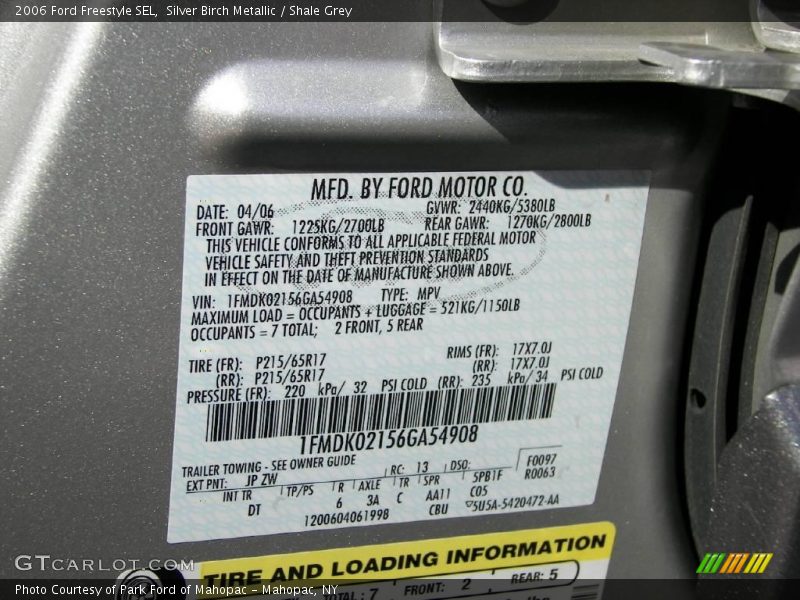 2006 Ford Freestyle SEL,  Silver Birch Metallic / Shale Grey
MFD. BY FORD MOTOR CO.
DATE: 04/06 GVWR: 2440KG/5380LB
FRONT GAWR: 1225KG/2700LB REAR GAWR: 1270KG/2800LB
THIS VEHICLE CONFORMS TO ALL APPLICABLE FEDERAL MOTOR
VEHICLE SAFETY AND THEFT PREVENTION STANDARDS
IN EFFECT ON THE DATE OF MANUFACTURE SHOWN ABOVE.
VIN: 1FMDK02156GA54908 TYPE: MPV
MAXIMUM LOAD = OCCUPANTS + LUGGAGE = 521KG/1150LB
OCCUPANTS = 7 TOTAL; 2 FRONT, 5 REAR
TIRE (FR): P215/65R17 RIMS (FR): 17X7.0J
(RR): P215/65R17 (RR): 17X7.0J
PRESSURE (FR): 220 kPa/ 32 PSI COLD (RR): 235 kPa/ 34 PSI COLD
1FMDK02156GA54908
TRAILER TOWING - SEE OWNER GUIDE RC: 13 DSO: F0097
EXT PNT: JP ZW R0063
INT TR TP/PS R AXLE TR SPR SPB1F
DT 6 3A C AA11 C05
1200604061998 CBU 5U5A-5420472-AA
TIRE AND LOADING INFORMATION
TOTAL: 7 FRONT: 2 REAR: 5
GTCARLOT.COM
Photo Courtesy of Park Ford of Mahopac - Mahopac, NY